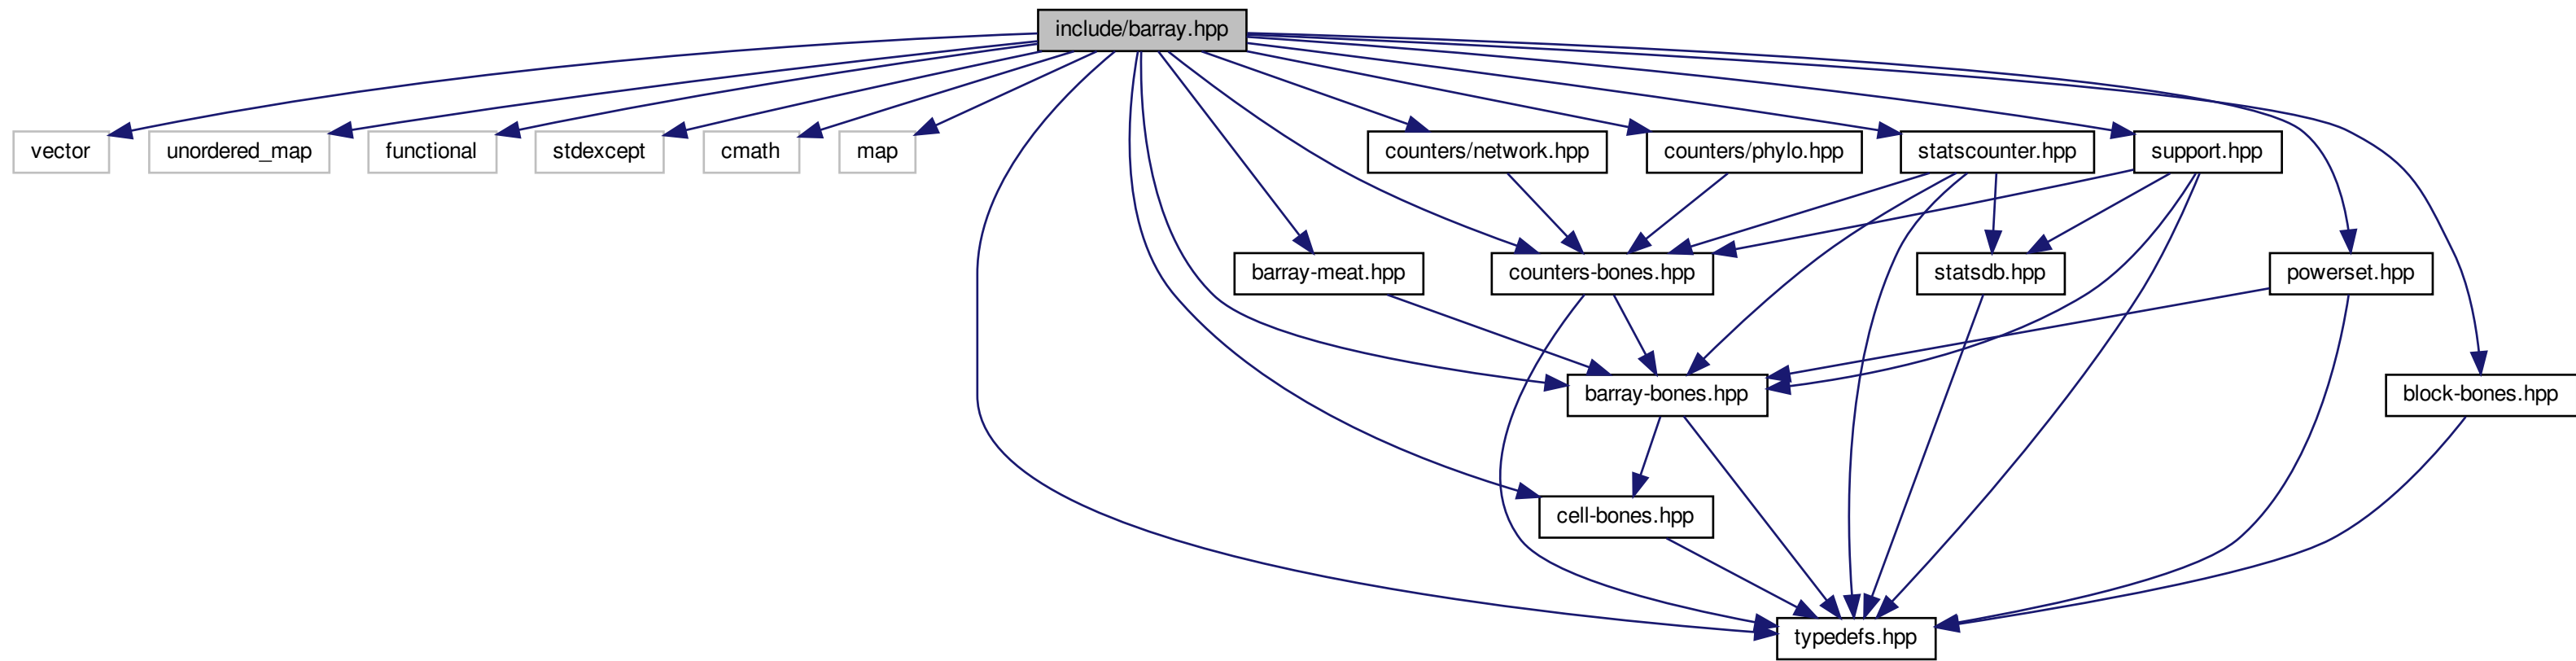 include/barray.hpp
vector
unordered_map
functional
stdexcept
cmath
map
counters/network.hpp
counters/phylo.hpp
statscounter.hpp
support.hpp
barray-meat.hpp
counters-bones.hpp
statsdb.hpp
powerset.hpp
barray-bones.hpp
block-bones.hpp
cell-bones.hpp
typedefs.hpp